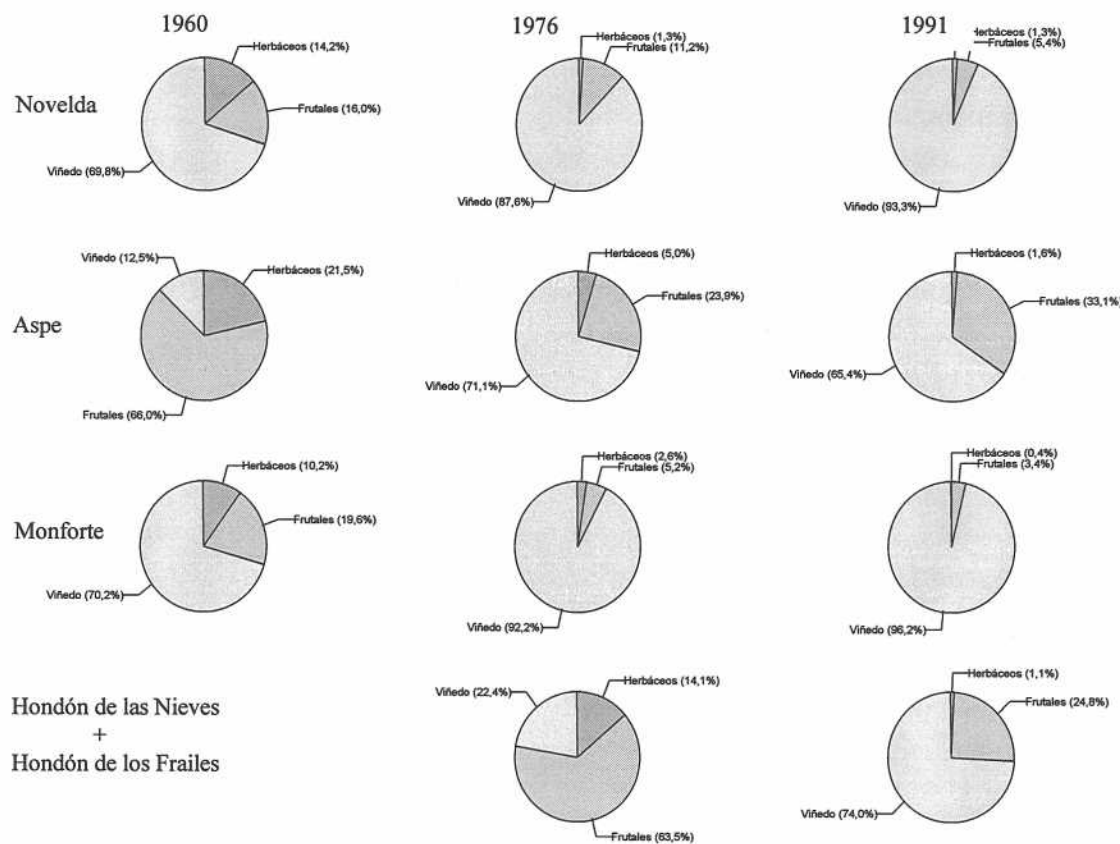 1960
1976
1991
Novelda
Herbáceos (14,2%)
Frutales (16,0%)
Viñedo (69,8%)
Herbáceos (1,3%)
Frutales (11,2%)
Viñedo (87,6%)
Herbáceos (1,3%)
Frutales (5,4%)
Viñedo (93,3%)
Aspe
Viñedo (12,5%)
Herbáceos (21,5%)
Frutales (66,0%)
Herbáceos (5,0%)
Frutales (23,9%)
Viñedo (71,1%)
Herbáceos (1,6%)
Frutales (33,1%)
Viñedo (65,4%)
Monforte
Herbáceos (10,2%)
Frutales (19,6%)
Viñedo (70,2%)
Herbáceos (2,6%)
Frutales (5,2%)
Viñedo (92,2%)
Herbáceos (0,4%)
Frutales (3,4%)
Viñedo (96,2%)
Hondón de las Nieves
+
Hondón de los Frailes
Viñedo (22,4%)
Herbáceos (14,1%)
Frutales (63,5%)
Herbáceos (1,1%)
Frutales (24,8%)
Viñedo (74,0%)